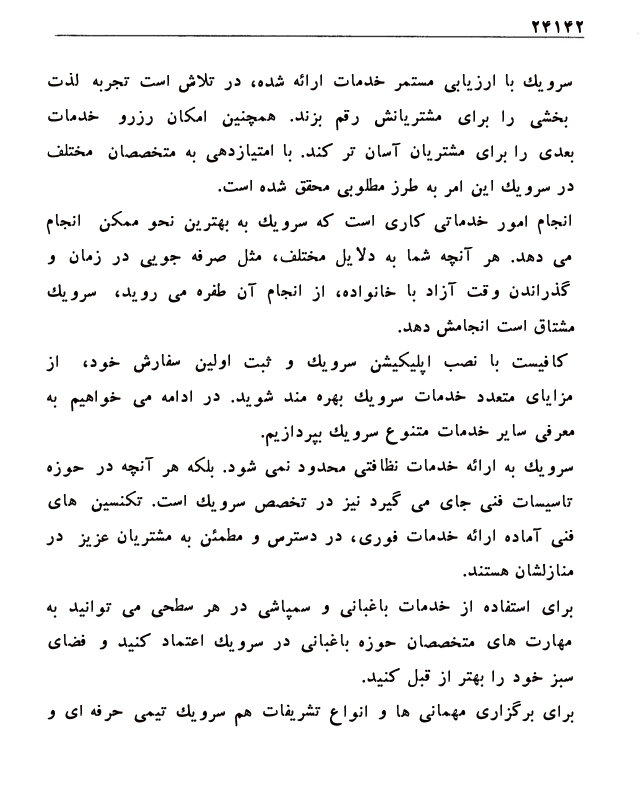 ۲۴۱۴۲
سرویك با ارزیابی مستمر خدمات ارائه شده، در تلاش است تجربه لذت
بخشی را برای مشتریانش رقم بزند. همچنین امکان رزرو خدمات
بعدی را برای مشتریان آسان تر کند. با امتیازدهی به متخصصان مختلف
در سرویك این امر به طرز مطلوبی محقق شده است.
انجام امور خدماتی کاری است که سرویك به بهترین نحو ممکن انجام
می دهد. هر آنچه شما به دلایل مختلف، مثل صرفه جویی در زمان و
گذراندن وقت آزاد با خانواده، از انجام آن طفره می روید، سرویك
مشتاق است انجامش دهد.
کافیست با نصب اپلیکیشن سرویك و ثبت اولین سفارش خود، از
مزایای متعدد خدمات سرویك بهره مند شوید. در ادامه می خواهیم به
معرفی سایر خدمات متنوع سرویك بپردازیم.
سرویك به ارائه خدمات نظافتی محدود نمی شود. بلکه هر آنچه در حوزه
تاسیسات فنی جای می گیرد نیز در تخصص سرویك است. تکنسین های
فنی آماده ارائه خدمات فوری، در دسترس و مطمئن به مشتریان عزیز در
منازلشان هستند.
برای استفاده از خدمات باغبانی و سمپاشی در هر سطحی می توانید به
مهارت های متخصصان حوزه باغبانی در سرویك اعتماد کنید و فضای
سبز خود را بهتر از قبل کنید.
برای برگزاری مهمانی ها و انواع تشریفات هم سرویك تیمی حرفه ای و